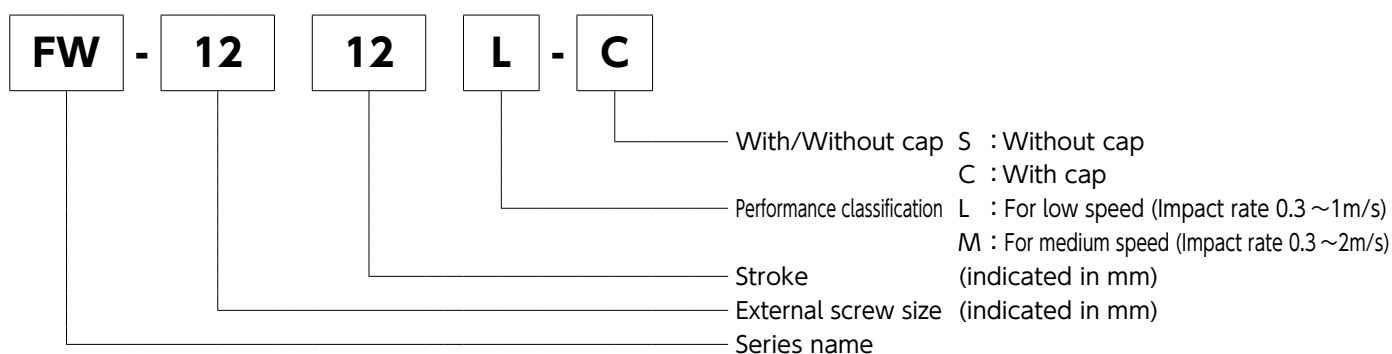 FW - 12 12 L - C
With/Without cap S : Without cap
C : With cap
Performance classification L : For low speed (Impact rate 0.3～1m/s)
M : For medium speed (Impact rate 0.3～2m/s)
Stroke (indicated in mm)
External screw size (indicated in mm)
Series name